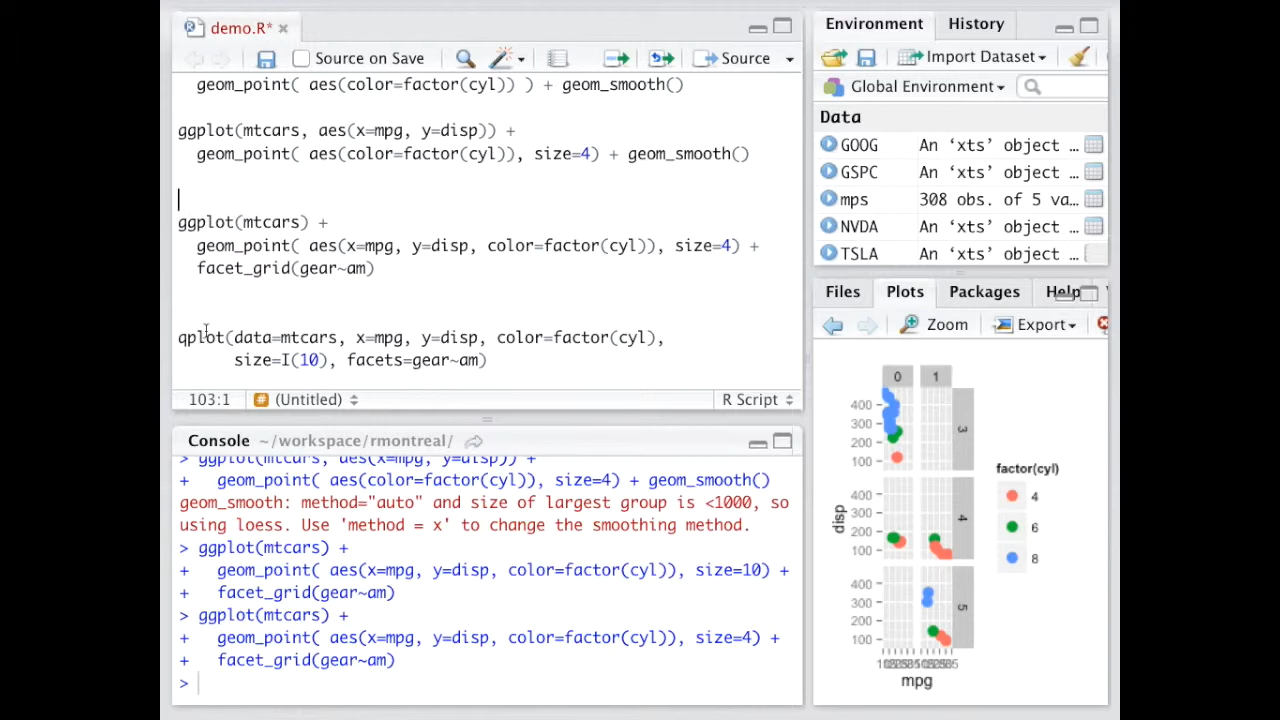 demo.R*
Source on Save
Source
geom_point( aes(color=factor(cyl)) ) + geom_smooth()
ggplot(mtcars, aes(x=mpg, y=disp)) +
geom_point( aes(color=factor(cyl)), size=4) + geom_smooth()
ggplot(mtcars) +
geom_point( aes(x=mpg, y=disp, color=factor(cyl)), size=4) +
facet_grid(gear~am)
qplot(data=mtcars, x=mpg, y=disp, color=factor(cyl),
size=I(10), facets=gear~am)
103:1 # (Untitled) R Script
Console ~/workspace/rmontreal/
> ggplot(mtcars, aes(x=mpg, y=disp)) +
+ geom_point( aes(color=factor(cyl)), size=4) + geom_smooth()
geom_smooth: method="auto" and size of largest group is <1000, so
using loess. Use 'method = x' to change the smoothing method.
> ggplot(mtcars) +
+ geom_point( aes(x=mpg, y=disp, color=factor(cyl)), size=10) +
+ facet_grid(gear~am)
> ggplot(mtcars) +
+ geom_point( aes(x=mpg, y=disp, color=factor(cyl)), size=4) +
+ facet_grid(gear~am)
>
Environment History
Import Dataset
Global Environment
Data
GOOG An ‘xts’ object …
GSPC An ‘xts’ object …
mps 308 obs. of 5 va…
NVDA An ‘xts’ object …
TSLA An ‘xts’ object …
Files Plots Packages Help
Zoom Export
0 1
400
300
200
100
3
400
300
200
100
4
400
300
200
100
5
disp
mpg
factor(cyl)
4
6
8